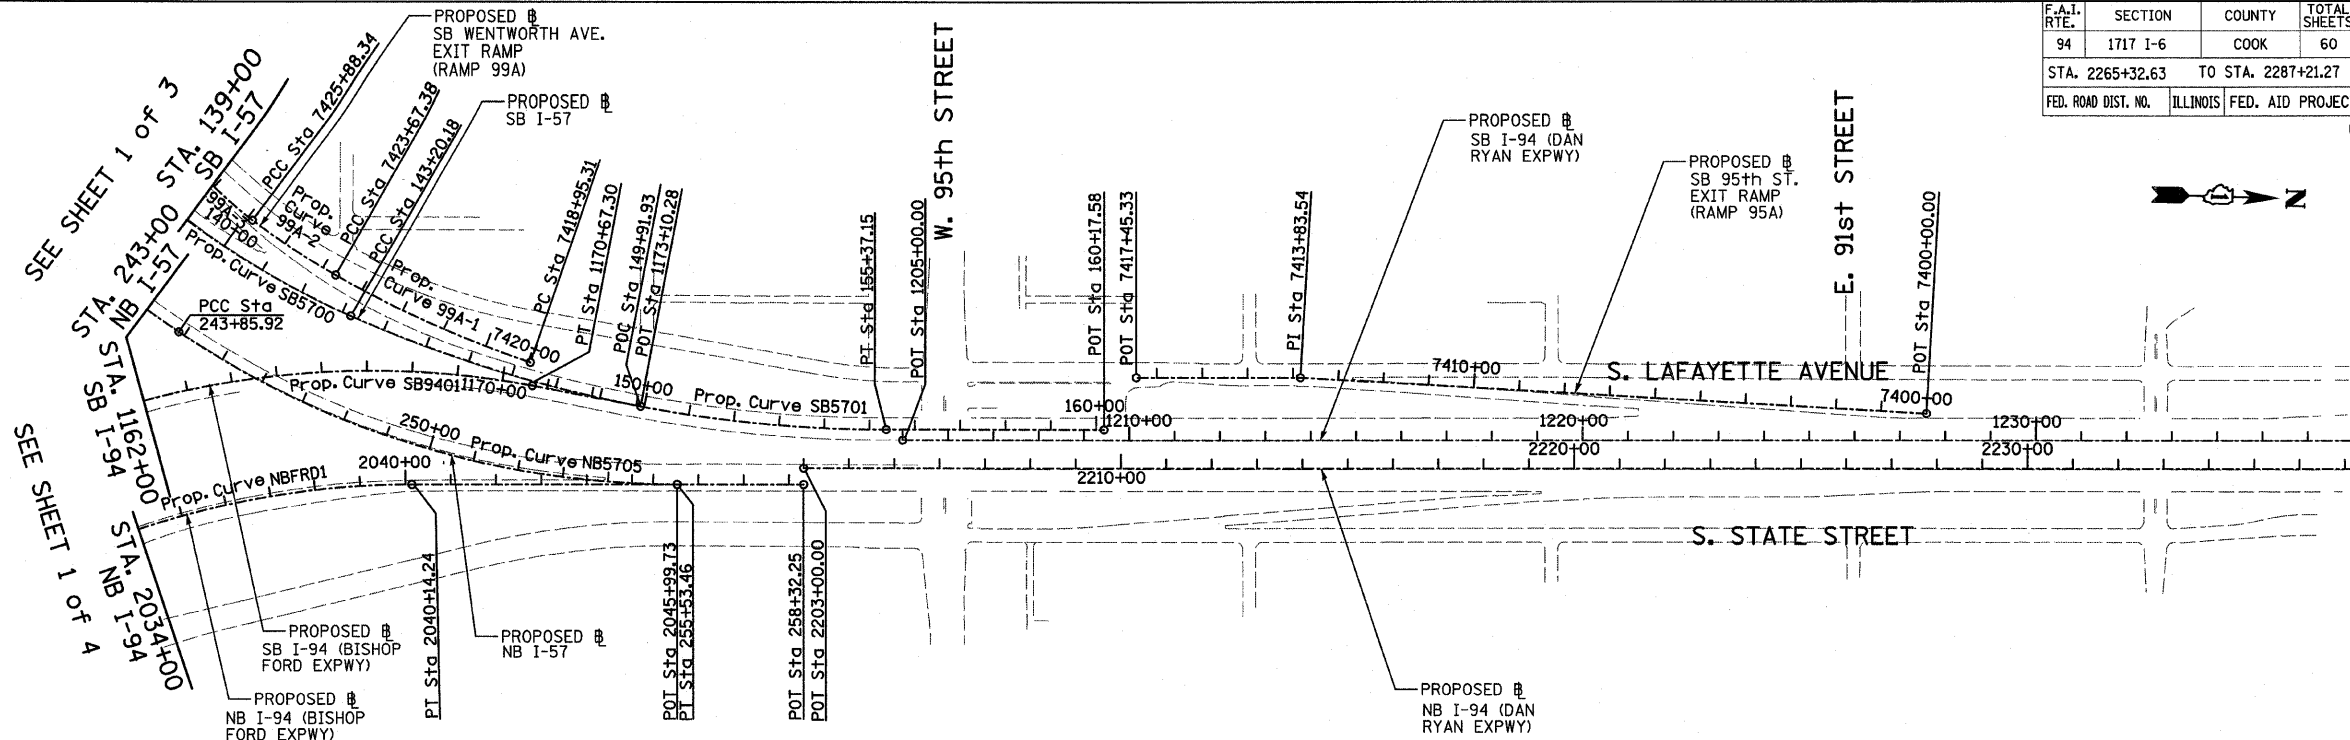 F.A.I. RTE.
SECTION
COUNTY
TOTAL SHEETS
94
1717 I-6
COOK
60
STA. 2265+32.63 TO STA. 2287+21.27
FED. ROAD DIST. NO.
ILLINOIS
FED. AID PROJEC
PROPOSED ℄
SB WENTWORTH AVE.
EXIT RAMP
(RAMP 99A)
PROPOSED ℄
SB I-57
SEE SHEET 1 of 3
STA. 139+00
SB I-57
STA. 243+00
NB I-57
STA. 1162+00
SB I-94
STA. 2034+00
NB I-94
SEE SHEET 1 of 4
PCC Sta 7425+88.34
PCC Sta 7423+67.38
PCC Sta 143+20.18
PC Sta 7418+95.31
PT Sta 1170+67.30
POC Sta 149+91.93
POT Sta 1173+10.28
99A-3
140+00
Prop.
Curve
99A-2
Prop.
Curve 99A-1
7420+00
Prop. Curve SB5700
PCC Sta
243+85.92
Prop. Curve SB9401
1170+00
150+00
Prop. Curve SB5701
250+00
Prop. Curve NB5705
2040+00
Prop. Curve NBFRD1
PT Sta 155+37.15
POT Sta 1205+00.00
W. 95th STREET
POT Sta 160+17.58
POT Sta 7417+45.33
PI Sta 7413+83.54
160+00
1210+00
2210+00
PROPOSED ℄
SB I-94 (DAN
RYAN EXPWY)
PROPOSED ℄
SB 95th ST.
EXIT RAMP
(RAMP 95A)
E. 91st STREET
POT Sta 7400+00.00
7410+00
S. LAFAYETTE AVENUE
7400+00
1220+00
2220+00
1230+00
2230+00
N
S. STATE STREET
PT Sta 2040+14.24
POT Sta 2045+99.73
PT Sta 255+53.46
POT Sta 258+32.25
POT Sta 2203+00.00
PROPOSED ℄
SB I-94 (BISHOP
FORD EXPWY)
PROPOSED ℄
NB I-57
PROPOSED ℄
NB I-94 (BISHOP
FORD EXPWY)
PROPOSED ℄
NB I-94 (DAN
RYAN EXPWY)